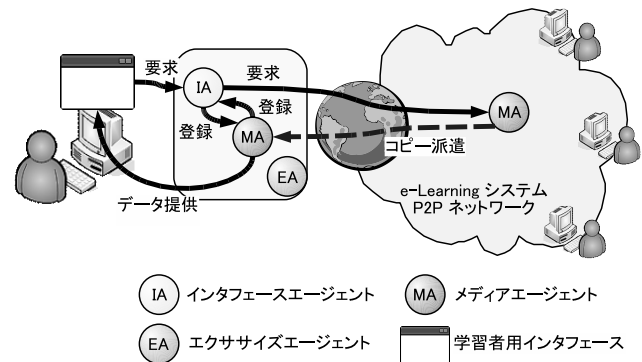 要求
IA
要求
登録
登録
MA
MA
コピー派遣
EA
データ提供
e-Learning システム
P2P ネットワーク
IA インタフェースエージェント
MA メディアエージェント
EA エクササイズエージェント
学習者用インタフェース